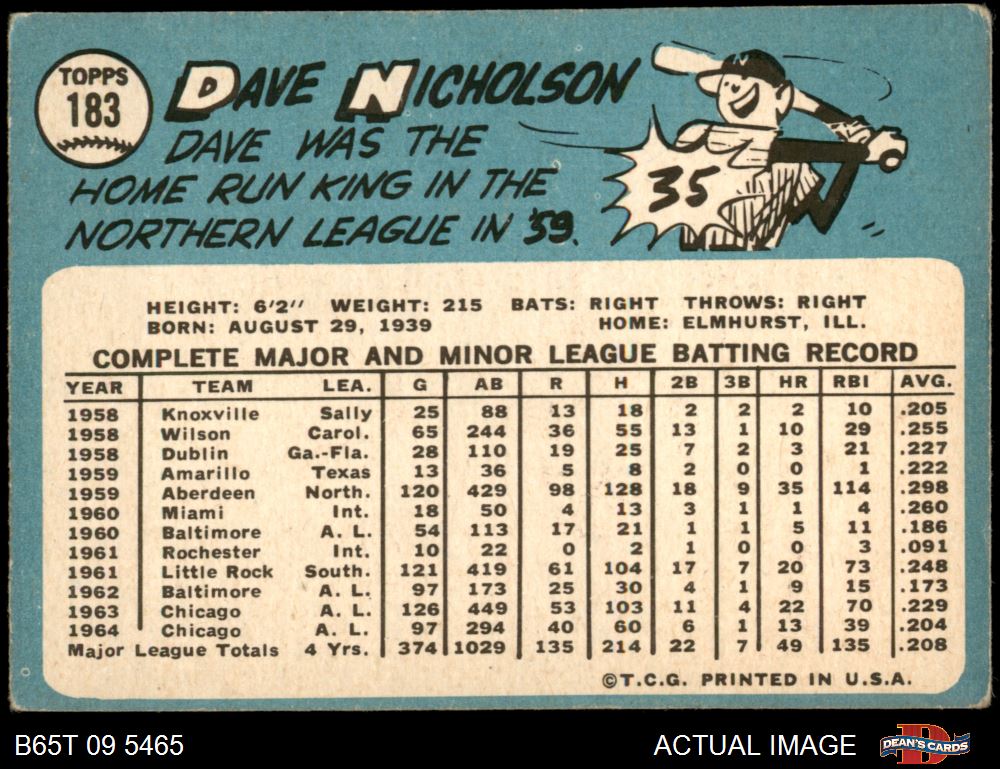 TOPPS
183
DAVE NICHOLSON
DAVE WAS THE
HOME RUN KING IN THE
NORTHERN LEAGUE IN '59.
35
HEIGHT: 6'2" WEIGHT: 215 BATS: RIGHT THROWS: RIGHT
BORN: AUGUST 29, 1939 HOME: ELMHURST, ILL.
COMPLETE MAJOR AND MINOR LEAGUE BATTING RECORD
YEAR TEAM LEA. G AB R H 2B 3B HR RBI AVG.
1958 Knoxville Sally 25 88 13 18 2 2 2 10 .205
1958 Wilson Carol. 65 244 36 55 13 1 10 29 .255
1958 Dublin Ga.-Fla. 28 110 19 25 7 2 3 21 .227
1959 Amarillo Texas 13 36 5 8 2 0 0 1 .222
1959 Aberdeen North. 120 429 98 128 18 9 35 114 .298
1960 Miami Int. 18 50 4 13 3 1 1 4 .260
1960 Baltimore A. L. 54 113 17 21 1 1 5 11 .186
1961 Rochester Int. 10 22 0 2 1 0 0 3 .091
1961 Little Rock South. 121 419 61 104 17 7 20 73 .248
1962 Baltimore A. L. 97 173 25 30 4 1 9 15 .173
1963 Chicago A. L. 126 449 53 103 11 4 22 70 .229
1964 Chicago A. L. 97 294 40 60 6 1 13 39 .204
Major League Totals 4 Yrs. 374 1029 135 214 22 7 49 135 .208
©T.C.G. PRINTED IN U.S.A.
B65T 09 5465 ACTUAL IMAGE DEAN'S CARDS